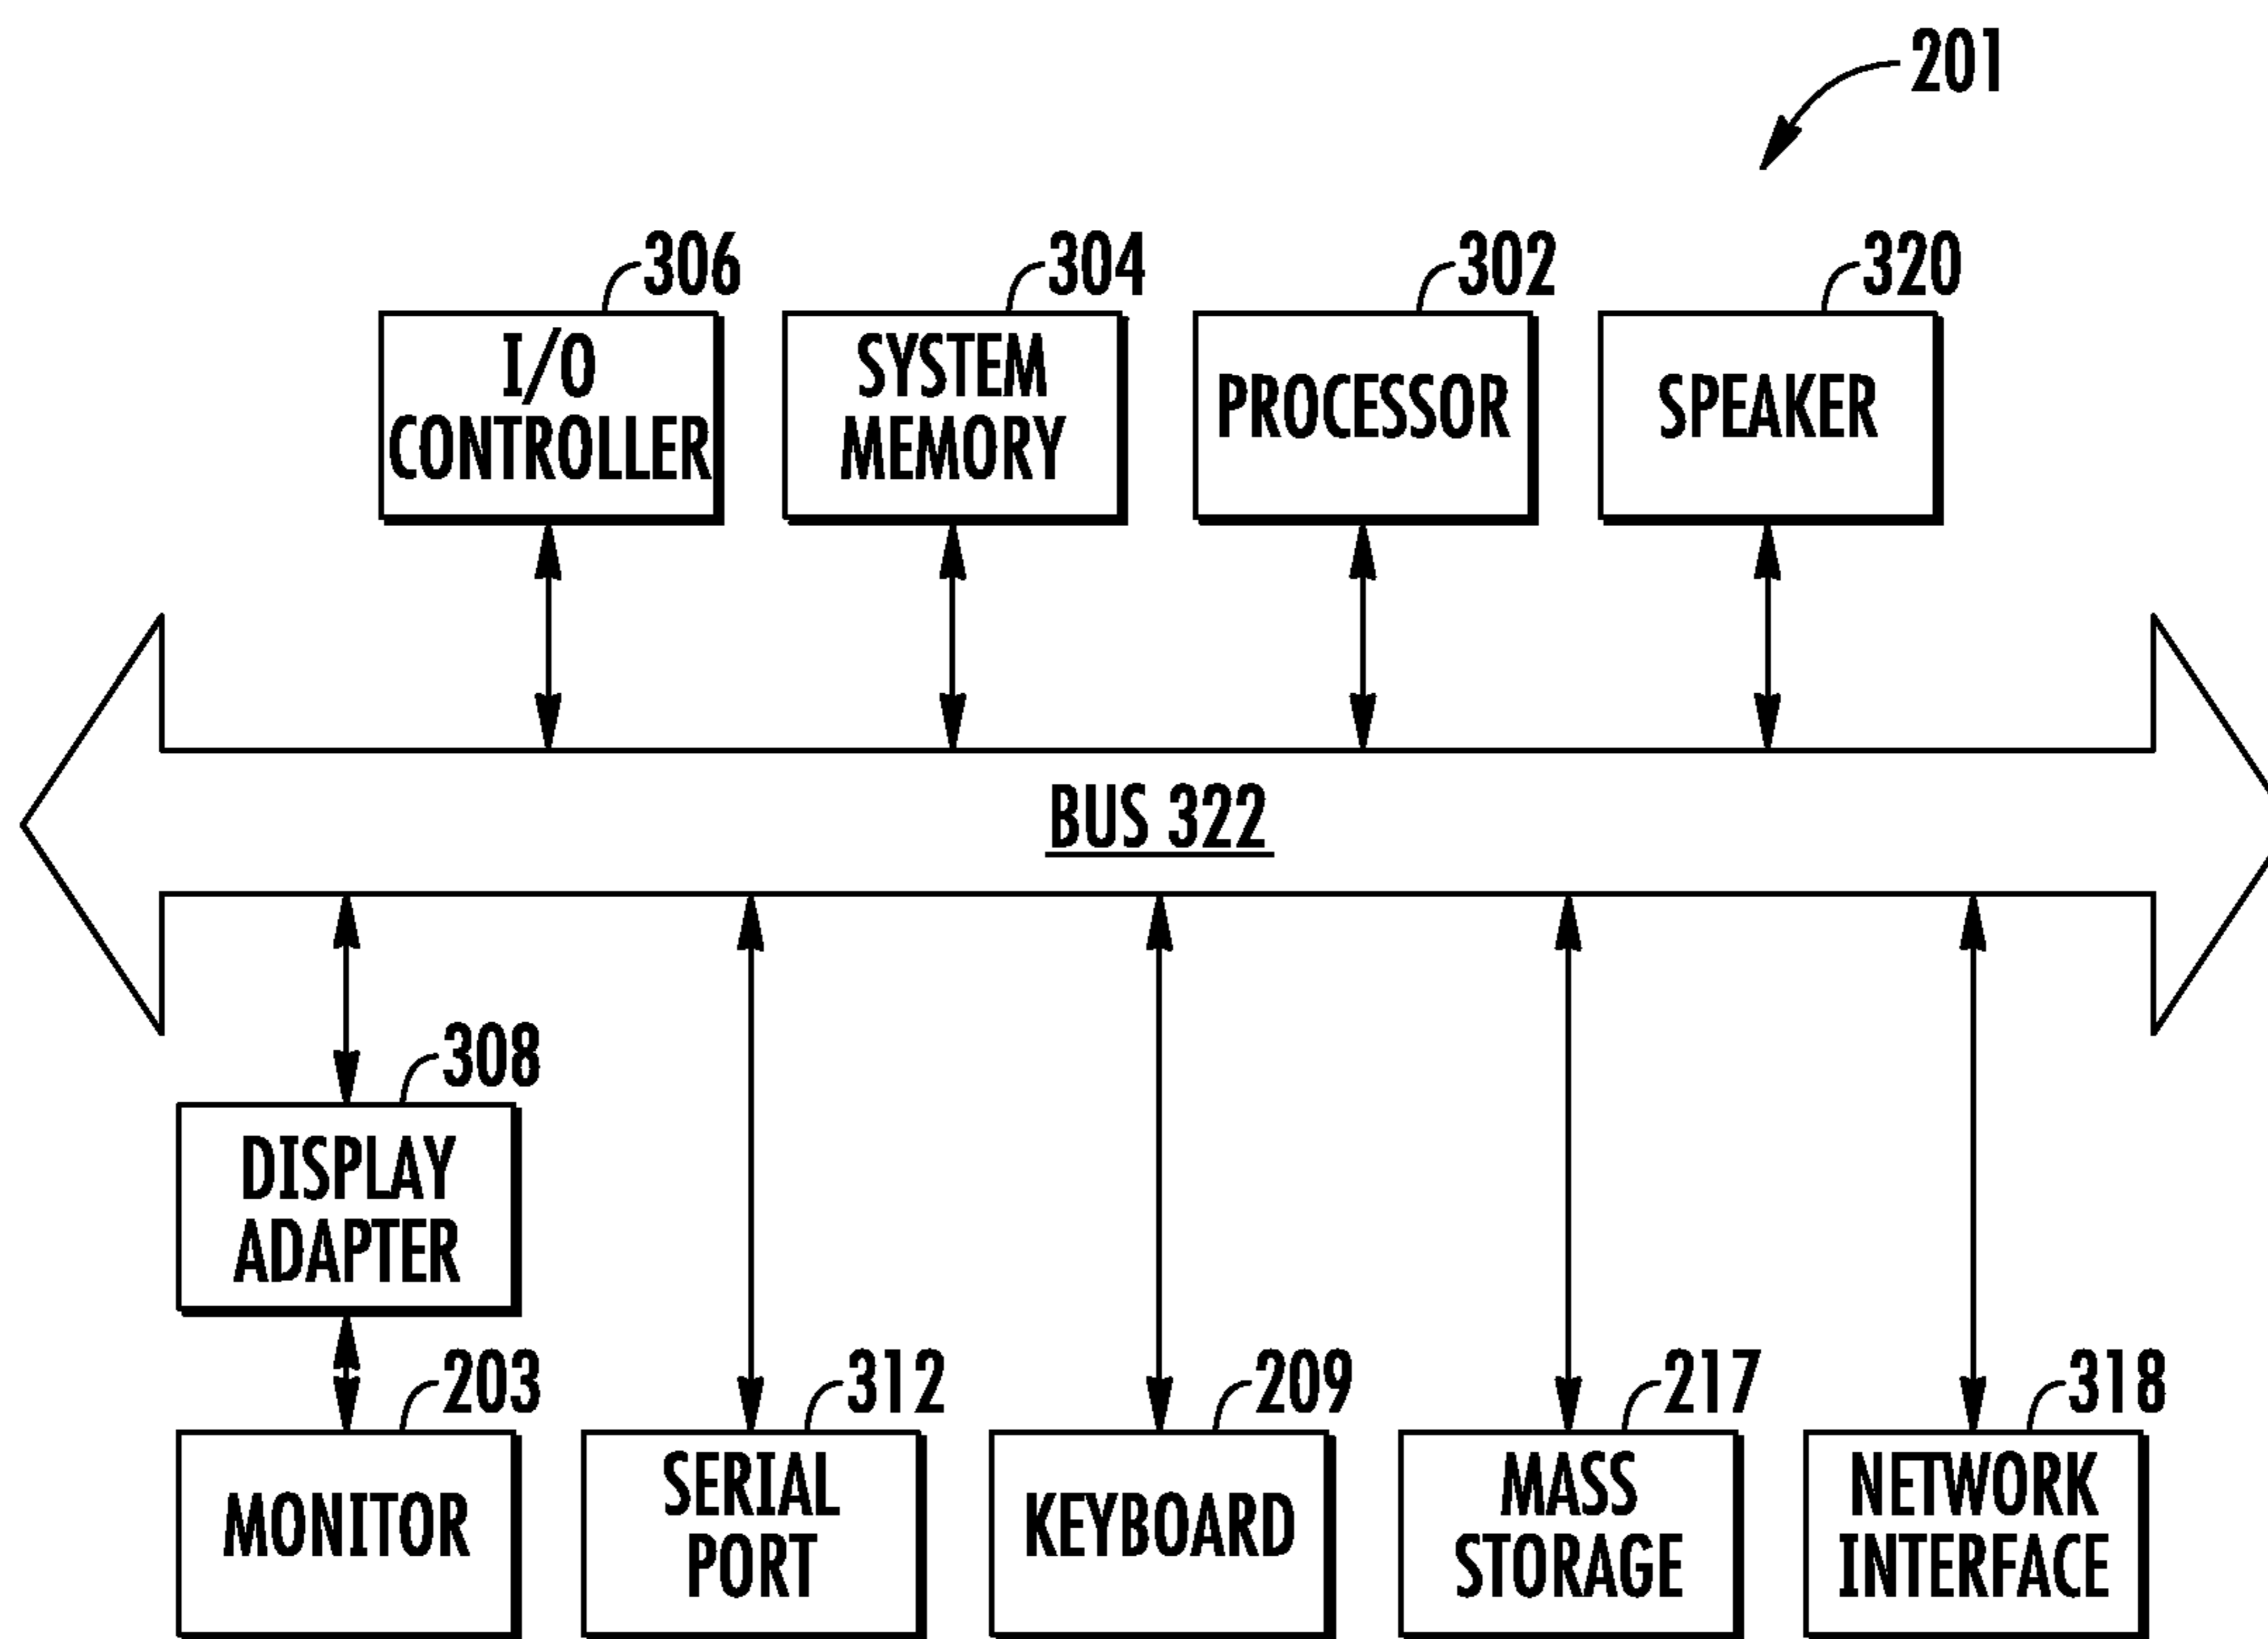 201
306
304
302
320
I/O
CONTROLLER
SYSTEM
MEMORY
PROCESSOR
SPEAKER
BUS 322
308
DISPLAY
ADAPTER
203
312
209
217
318
MONITOR
SERIAL
PORT
KEYBOARD
MASS
STORAGE
NETWORK
INTERFACE